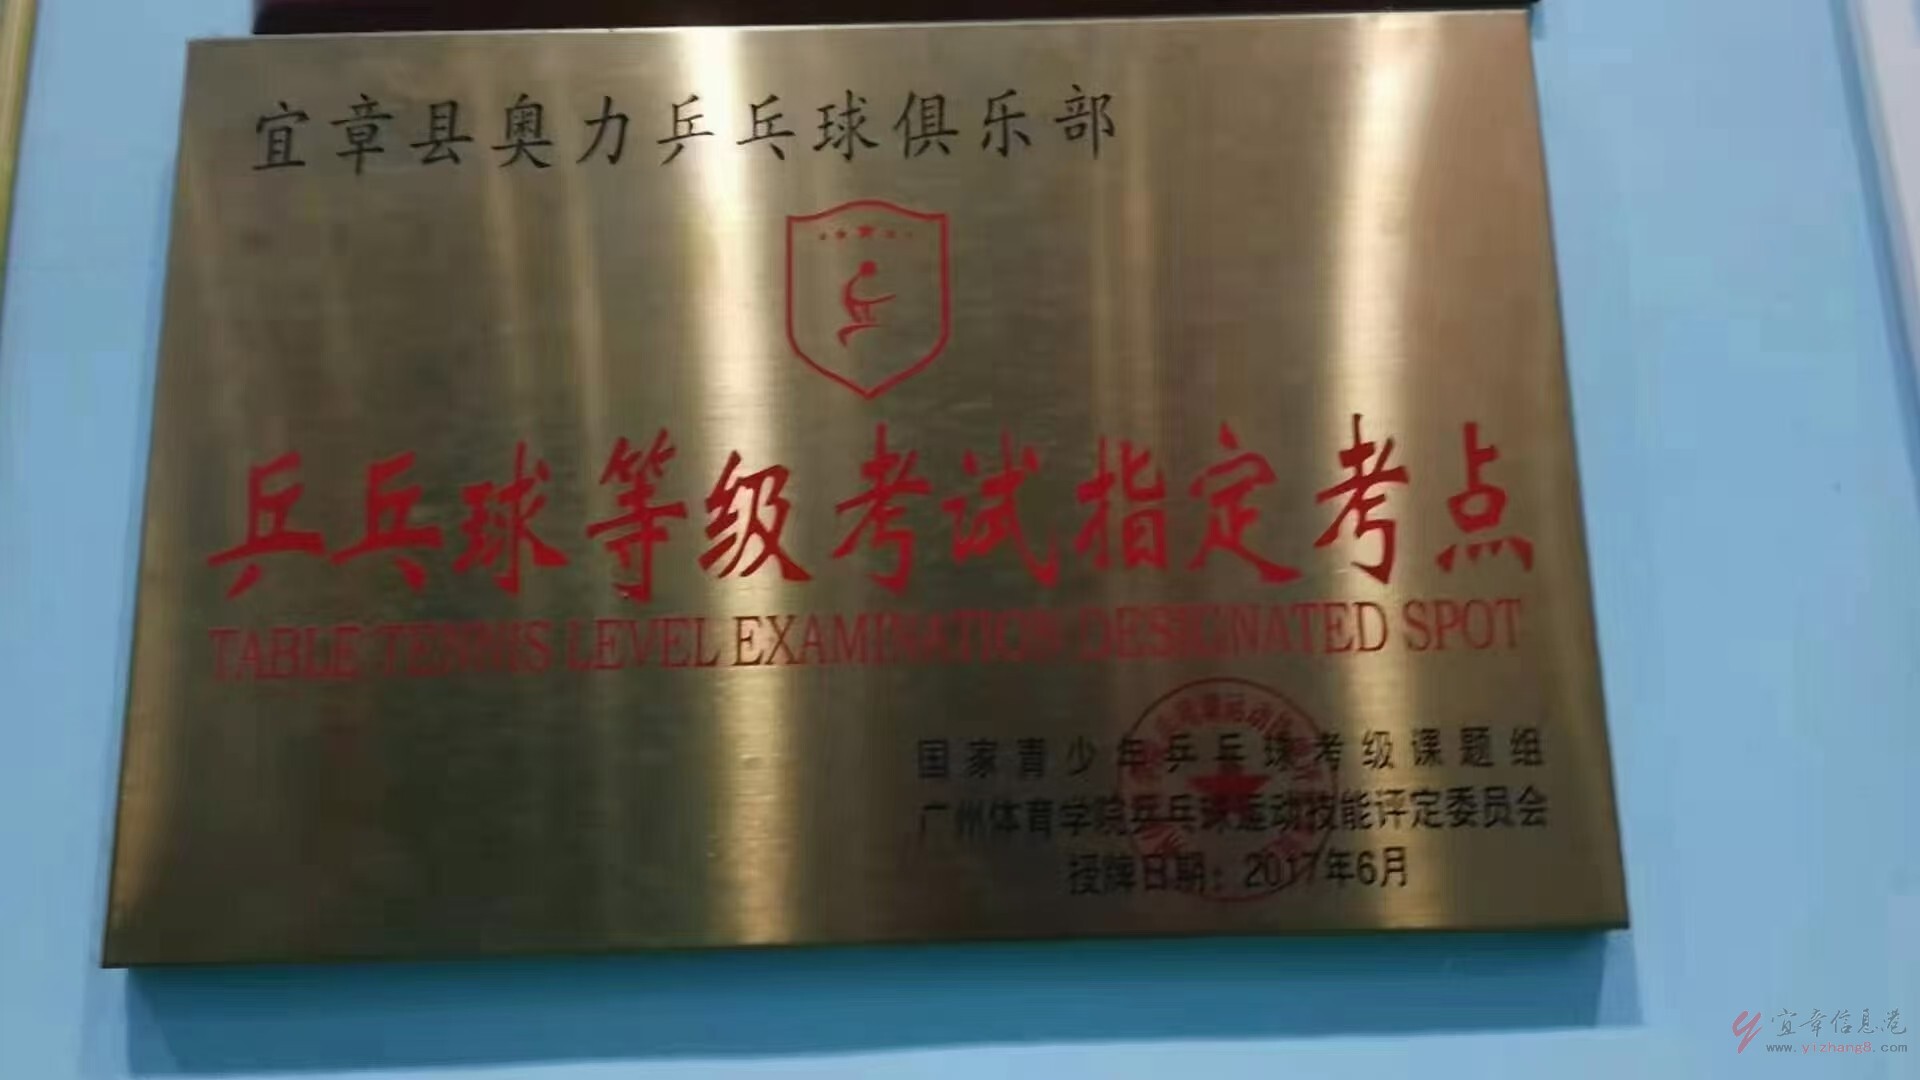 宜章县奥力乒乓球俱乐部
乒乓球等级考试指定考点
TABLE TENNIS LEVEL EXAMINATION DESIGNATED SPOT
国家青少年乒乓球考级课题组
广州体育学院乒乓球运动技能评定委员会
授牌日期：2017年6月
宜章信息港
www.yizhang8.com